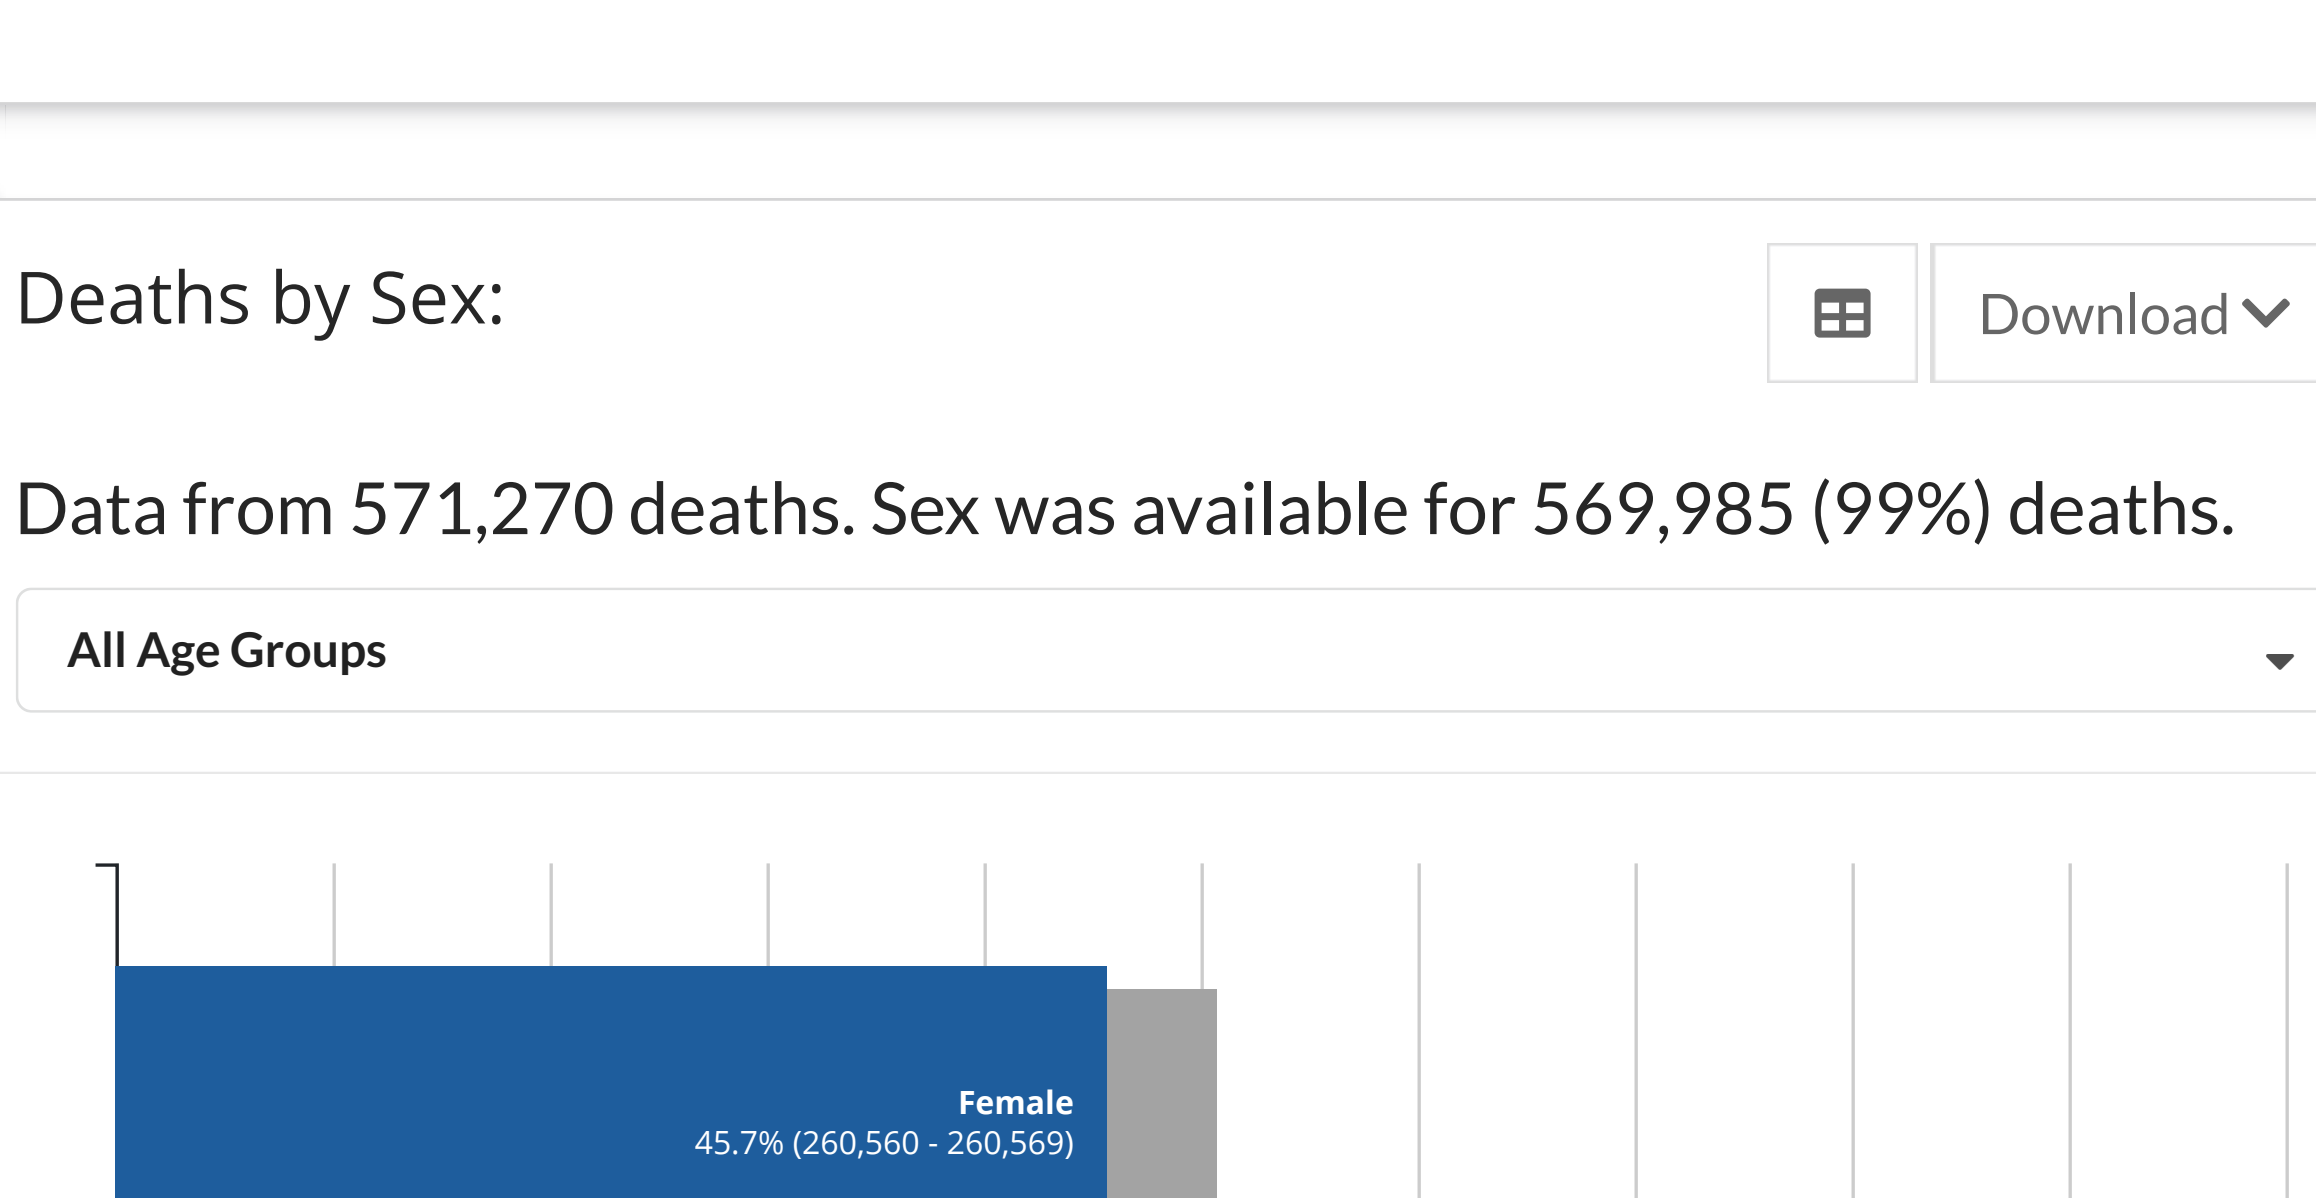 Deaths by Sex:
Download
Data from 571,270 deaths. Sex was available for 569,985 (99%) deaths.
All Age Groups
Female
45.7% (260,560 - 260,569)